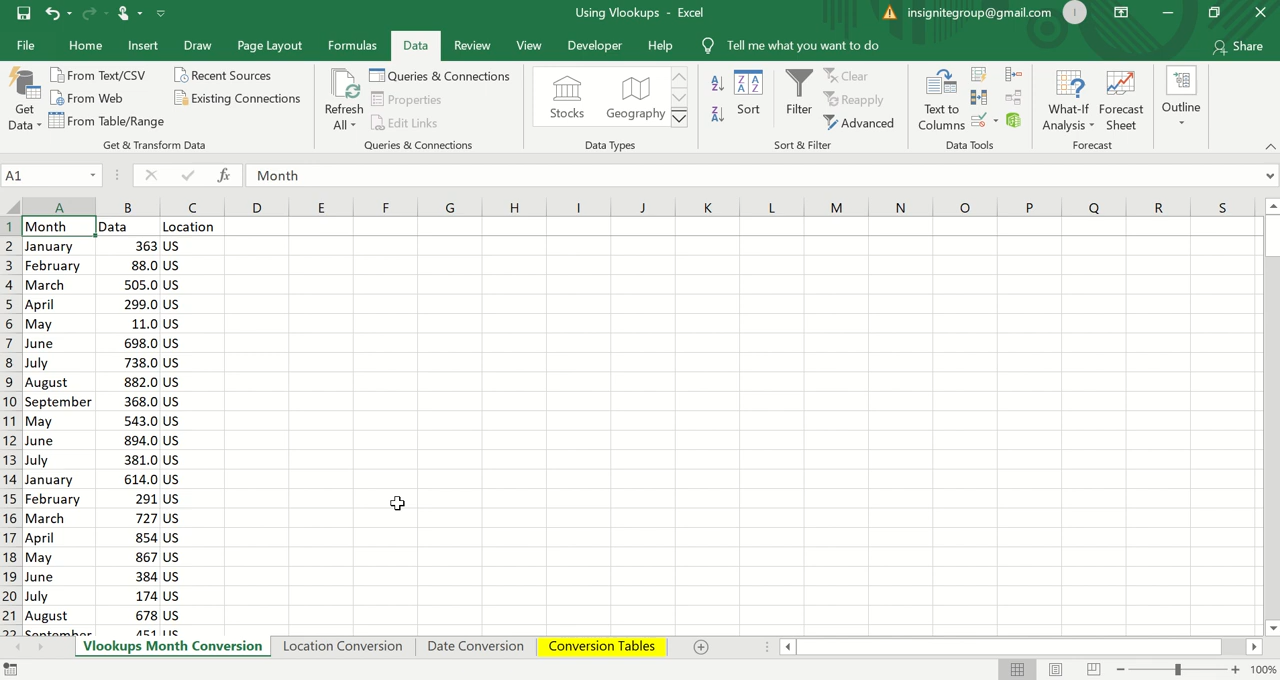 Using Vlookups - Excel
insignitegroup@gmail.com
I
File Home Insert Draw Page Layout Formulas Data Review View Developer Help Tell me what you want to do Share
Get Data
From Text/CSV
From Web
From Table/Range
Recent Sources
Existing Connections
Get & Transform Data
Refresh All
Queries & Connections
Properties
Edit Links
Queries & Connections
Stocks
Geography
Data Types
Sort
Filter
Clear
Reapply
Advanced
Sort & Filter
Text to Columns
Data Tools
What-If Analysis
Forecast Sheet
Forecast
Outline
A1 fx Month
A B C D E F G H I J K L M N O P Q R S
1 Month Data Location
2 January 363 US
3 February 88.0 US
4 March 505.0 US
5 April 299.0 US
6 May 11.0 US
7 June 698.0 US
8 July 738.0 US
9 August 882.0 US
10 September 368.0 US
11 May 543.0 US
12 June 894.0 US
13 July 381.0 US
14 January 614.0 US
15 February 291 US
16 March 727 US
17 April 854 US
18 May 867 US
19 June 384 US
20 July 174 US
21 August 678 US
22 September 451 US
Vlookups Month Conversion Location Conversion Date Conversion Conversion Tables
100%